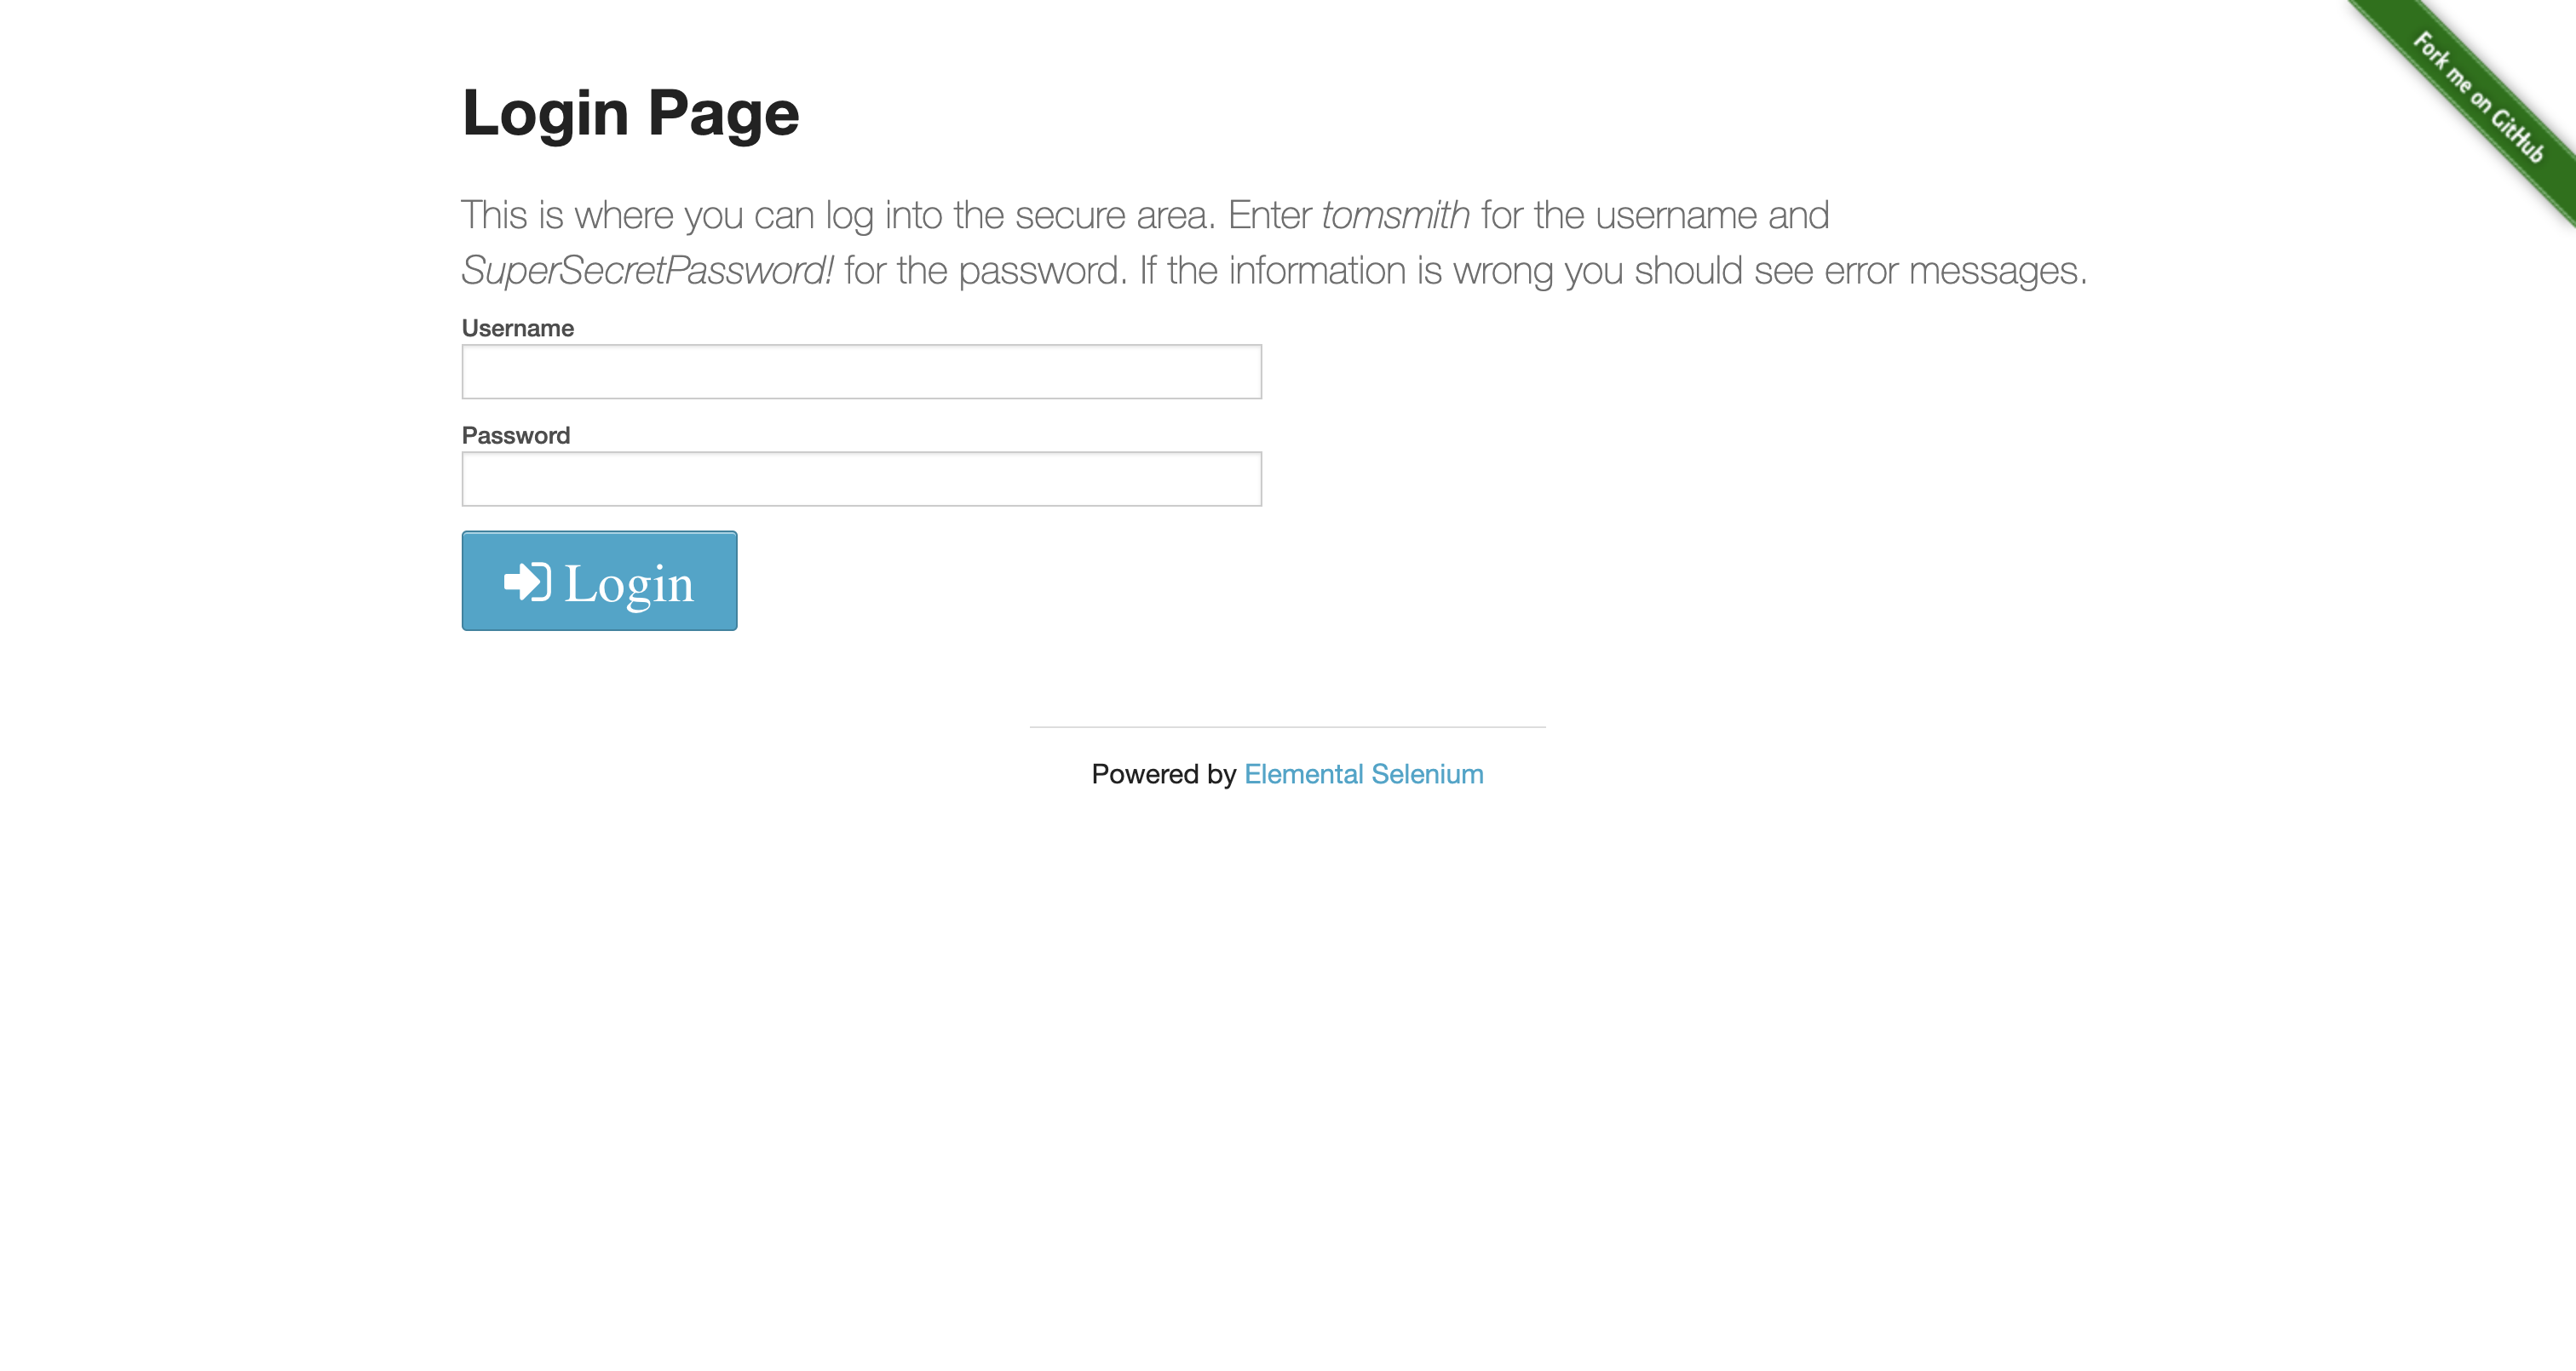 Fork me on GitHub
Login Page
This is where you can log into the secure area. Enter tomsmith for the username and
SuperSecretPassword! for the password. If the information is wrong you should see error messages.
Username
Password
Login
Powered by Elemental Selenium